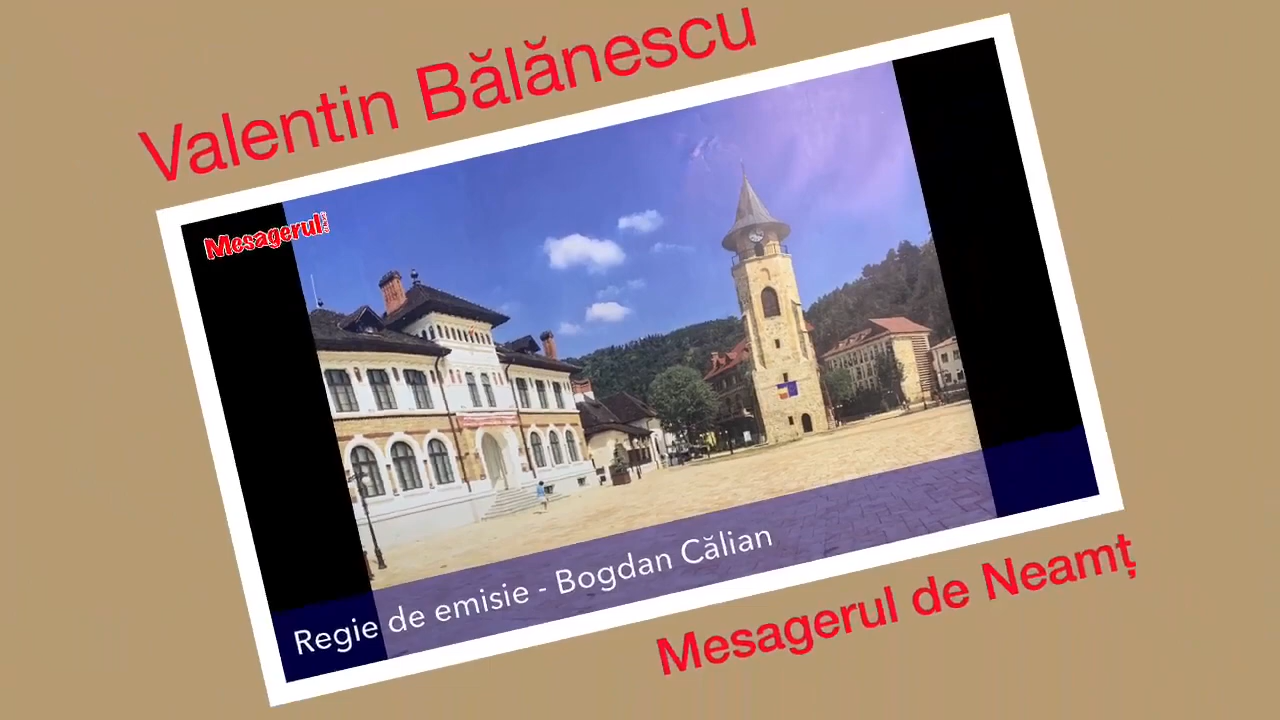 Valentin Bălănescu
Mesagerul
Regie de emisie - Bogdan Călian
Mesagerul de Neamț